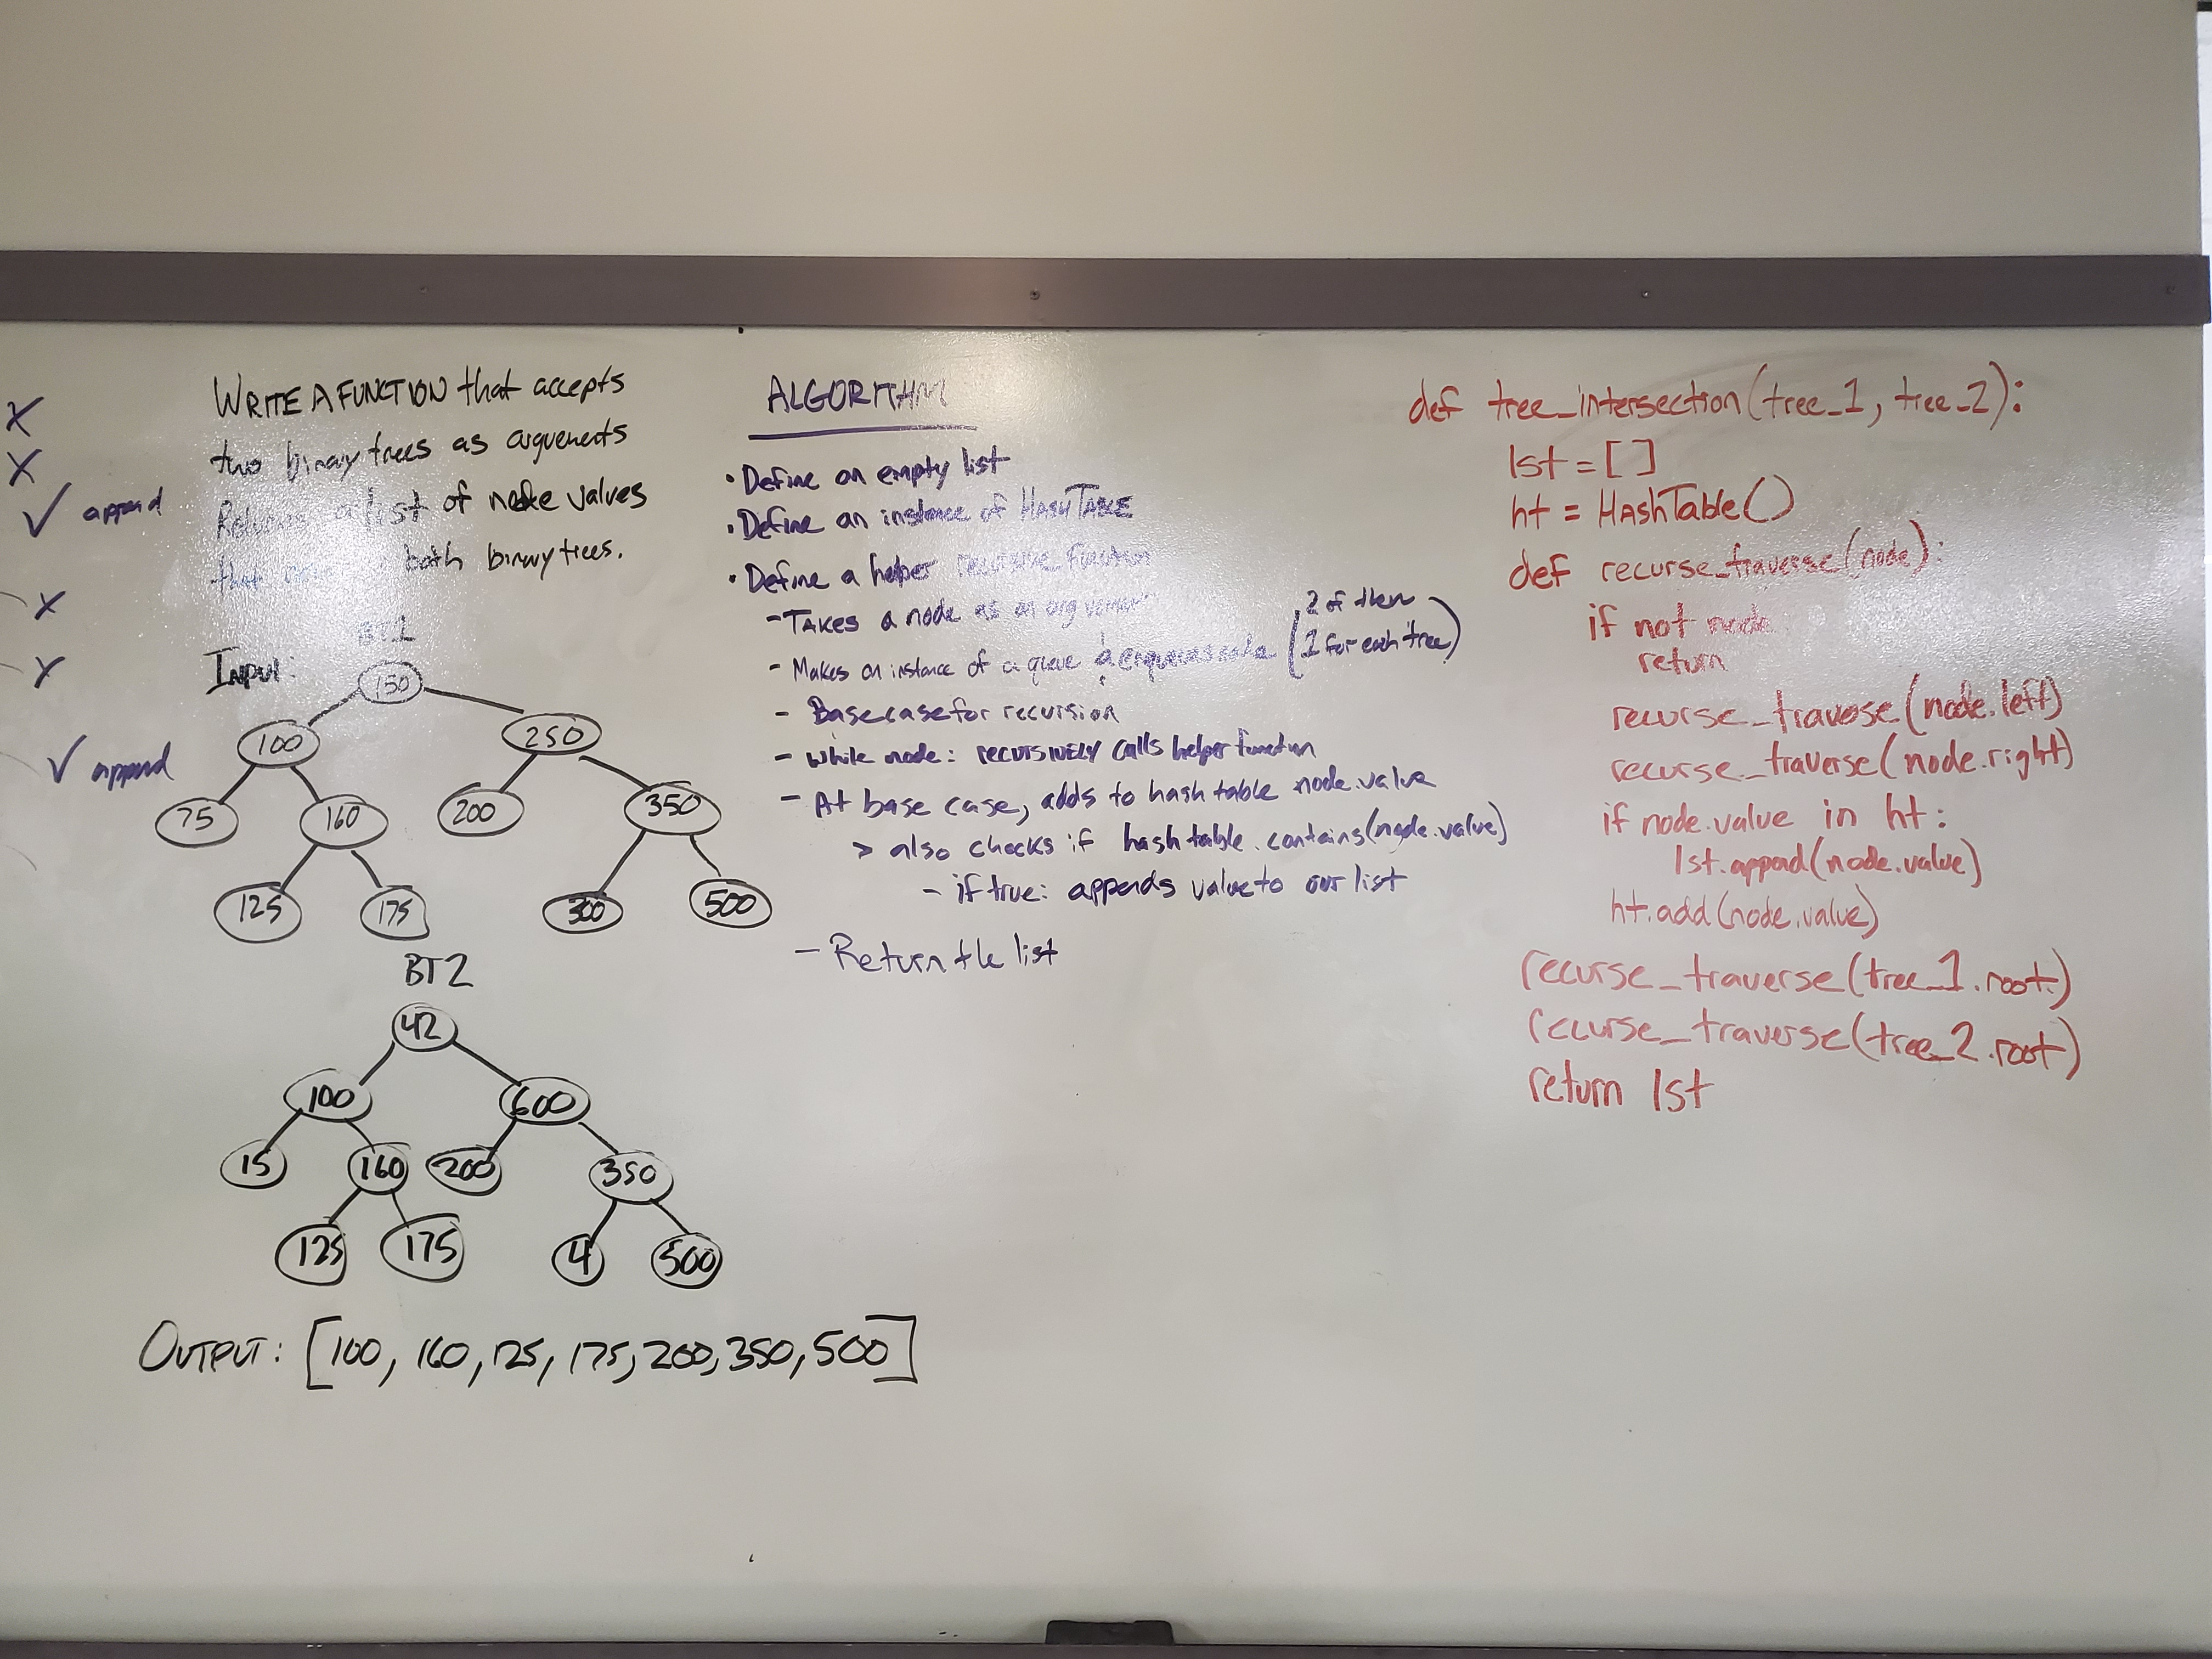 X
X
✓ append
X
X
✓ append
WRITE A FUNCTION that accepts
two binary trees as arguements
Returns a list of node values
that both binary trees.
BT1
INPUT:
150
100
250
75
160
200
350
125
175
300
500
BT2
42
100
600
15
160
200
350
125
175
4
500
OUTPUT: [100, 160, 125, 175, 200, 350, 500]
ALGORITHM
• Define an empty list
• Define an instance of HASHTABLE
• Define a helper recursive function
- TAKES a node as an arguement
- Makes an instance of a queue (2 of them
1 for each tree)
- Base case for recursion
- while node: recursively calls helper function
- At base case, adds to hash table node.value
> also checks if hash table.contains(node.value)
- if true: appends value to our list
- Return the list
def tree_intersection(tree_1, tree_2):
lst = []
ht = HashTable()
def recurse_traverse(node):
if not node
return
recurse_travese(node.left)
recurse_traverse(node.right)
if node.value in ht:
lst.append(node.value)
ht.add(node.value)
recurse_traverse(tree_1.root)
recurse_traverse(tree_2.root)
return lst